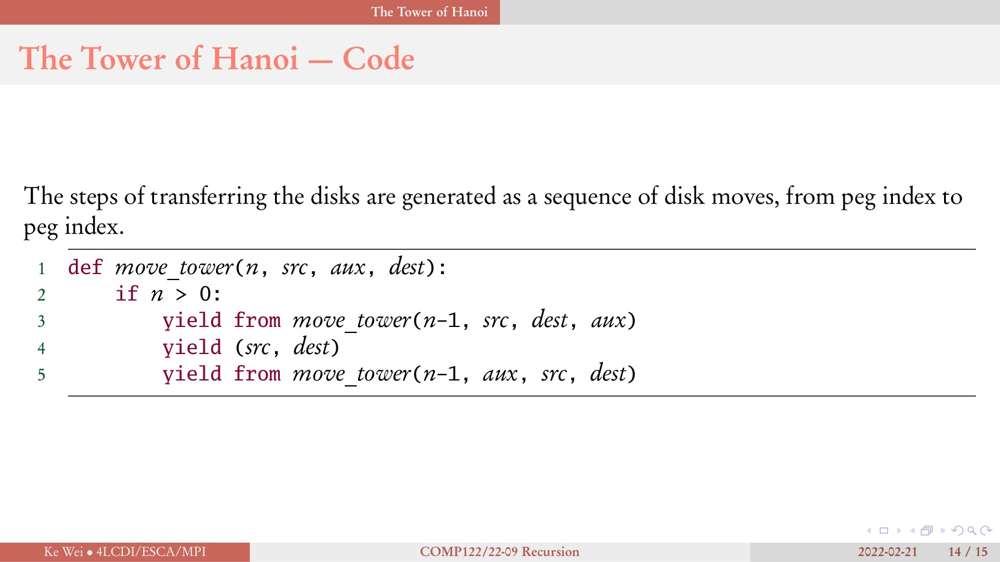 The Tower of Hanoi
The Tower of Hanoi — Code
The steps of transferring the disks are generated as a sequence of disk moves, from peg index to
peg index.
1 def move_tower(n, src, aux, dest):
2 if n > 0:
3 yield from move_tower(n-1, src, dest, aux)
4 yield (src, dest)
5 yield from move_tower(n-1, aux, src, dest)
Ke Wei • 4LCDI/ESCA/MPI COMP122/22-09 Recursion 2022-02-21 14 / 15